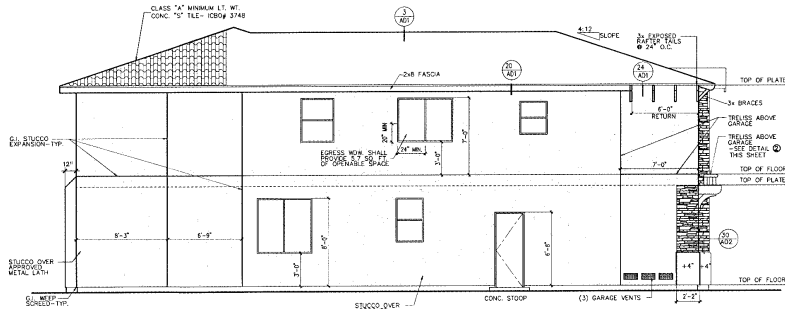 CLASS "A" MINIMUM LT. WT.
CONC. "S" TILE- ICBO# 3748
3
AD1
4:12
SLOPE
3x EXPOSED
RAFTER TAILS
@ 24" O.C.
20
AD1
24
AD1
2x8 FASCIA
TOP OF PLATE
6'-0"
RETURN
3x BRACES
TRELISS ABOVE
GARAGE
TRELISS ABOVE
GARAGE
-SEE DETAIL 2
THIS SHEET
G.I. STUCCO
EXPANSION-TYP.
20" MIN
24" MIN.
7'-0"
EGRESS WDW. SHALL
PROVIDE 5.7 SQ. FT.
OF OPENABLE SPACE
3'-0"
12"
7'-0"
TOP OF FLOOR
TOP OF PLATE
8'-3"
6'-9"
8'-0"
3'-0"
6'-8"
30
AD2
STUCCO OVER
APPROVED
METAL LATH
+4"
+4"
TOP OF FLOOR
G.I. WEEP
SCREED-TYP.
STUCCO OVER
CONC. STOOP
(3) GARAGE VENTS
2'-2"